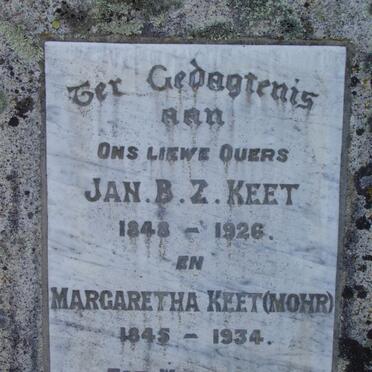 Ter Gedagtenis
aan
ONS LIEWE OUERS
JAN. B. Z. KEET
1848 – 1926.
EN
MARGARETHA KEET (MOHR)
1845 – 1934.